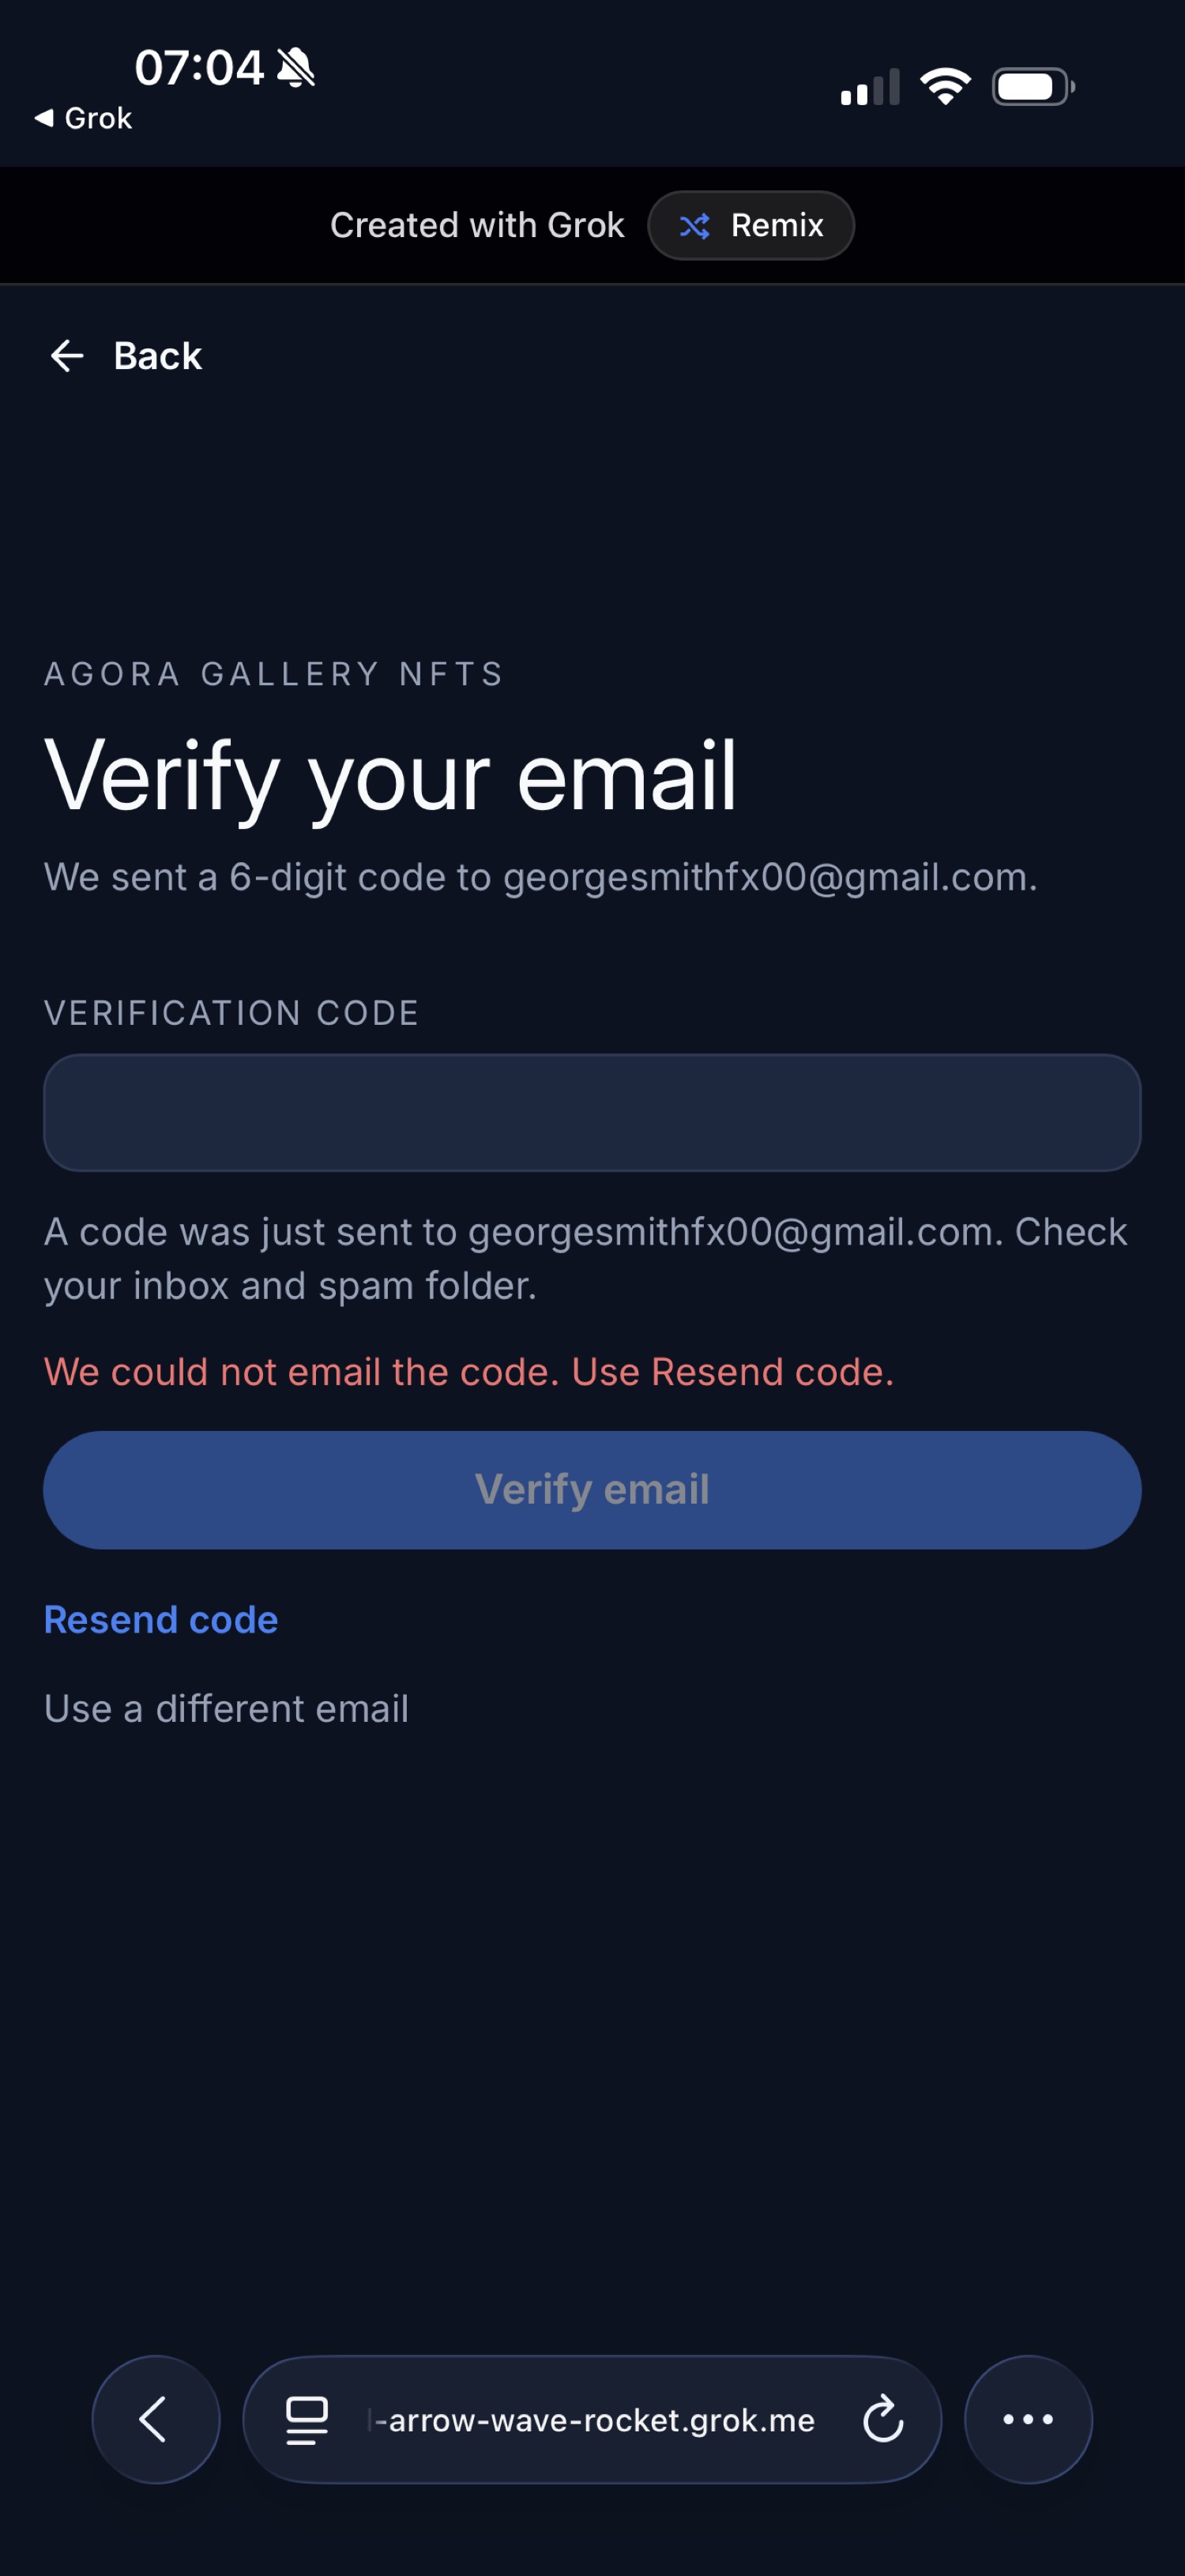 07:04
Grok
Created with Grok
Remix
Back
AGORA GALLERY NFTS
Verify your email
We sent a 6-digit code to georgesmithfx00@gmail.com.
VERIFICATION CODE
A code was just sent to georgesmithfx00@gmail.com. Check
your inbox and spam folder.
We could not email the code. Use Resend code.
Verify email
Resend code
Use a different email
-arrow-wave-rocket.grok.me